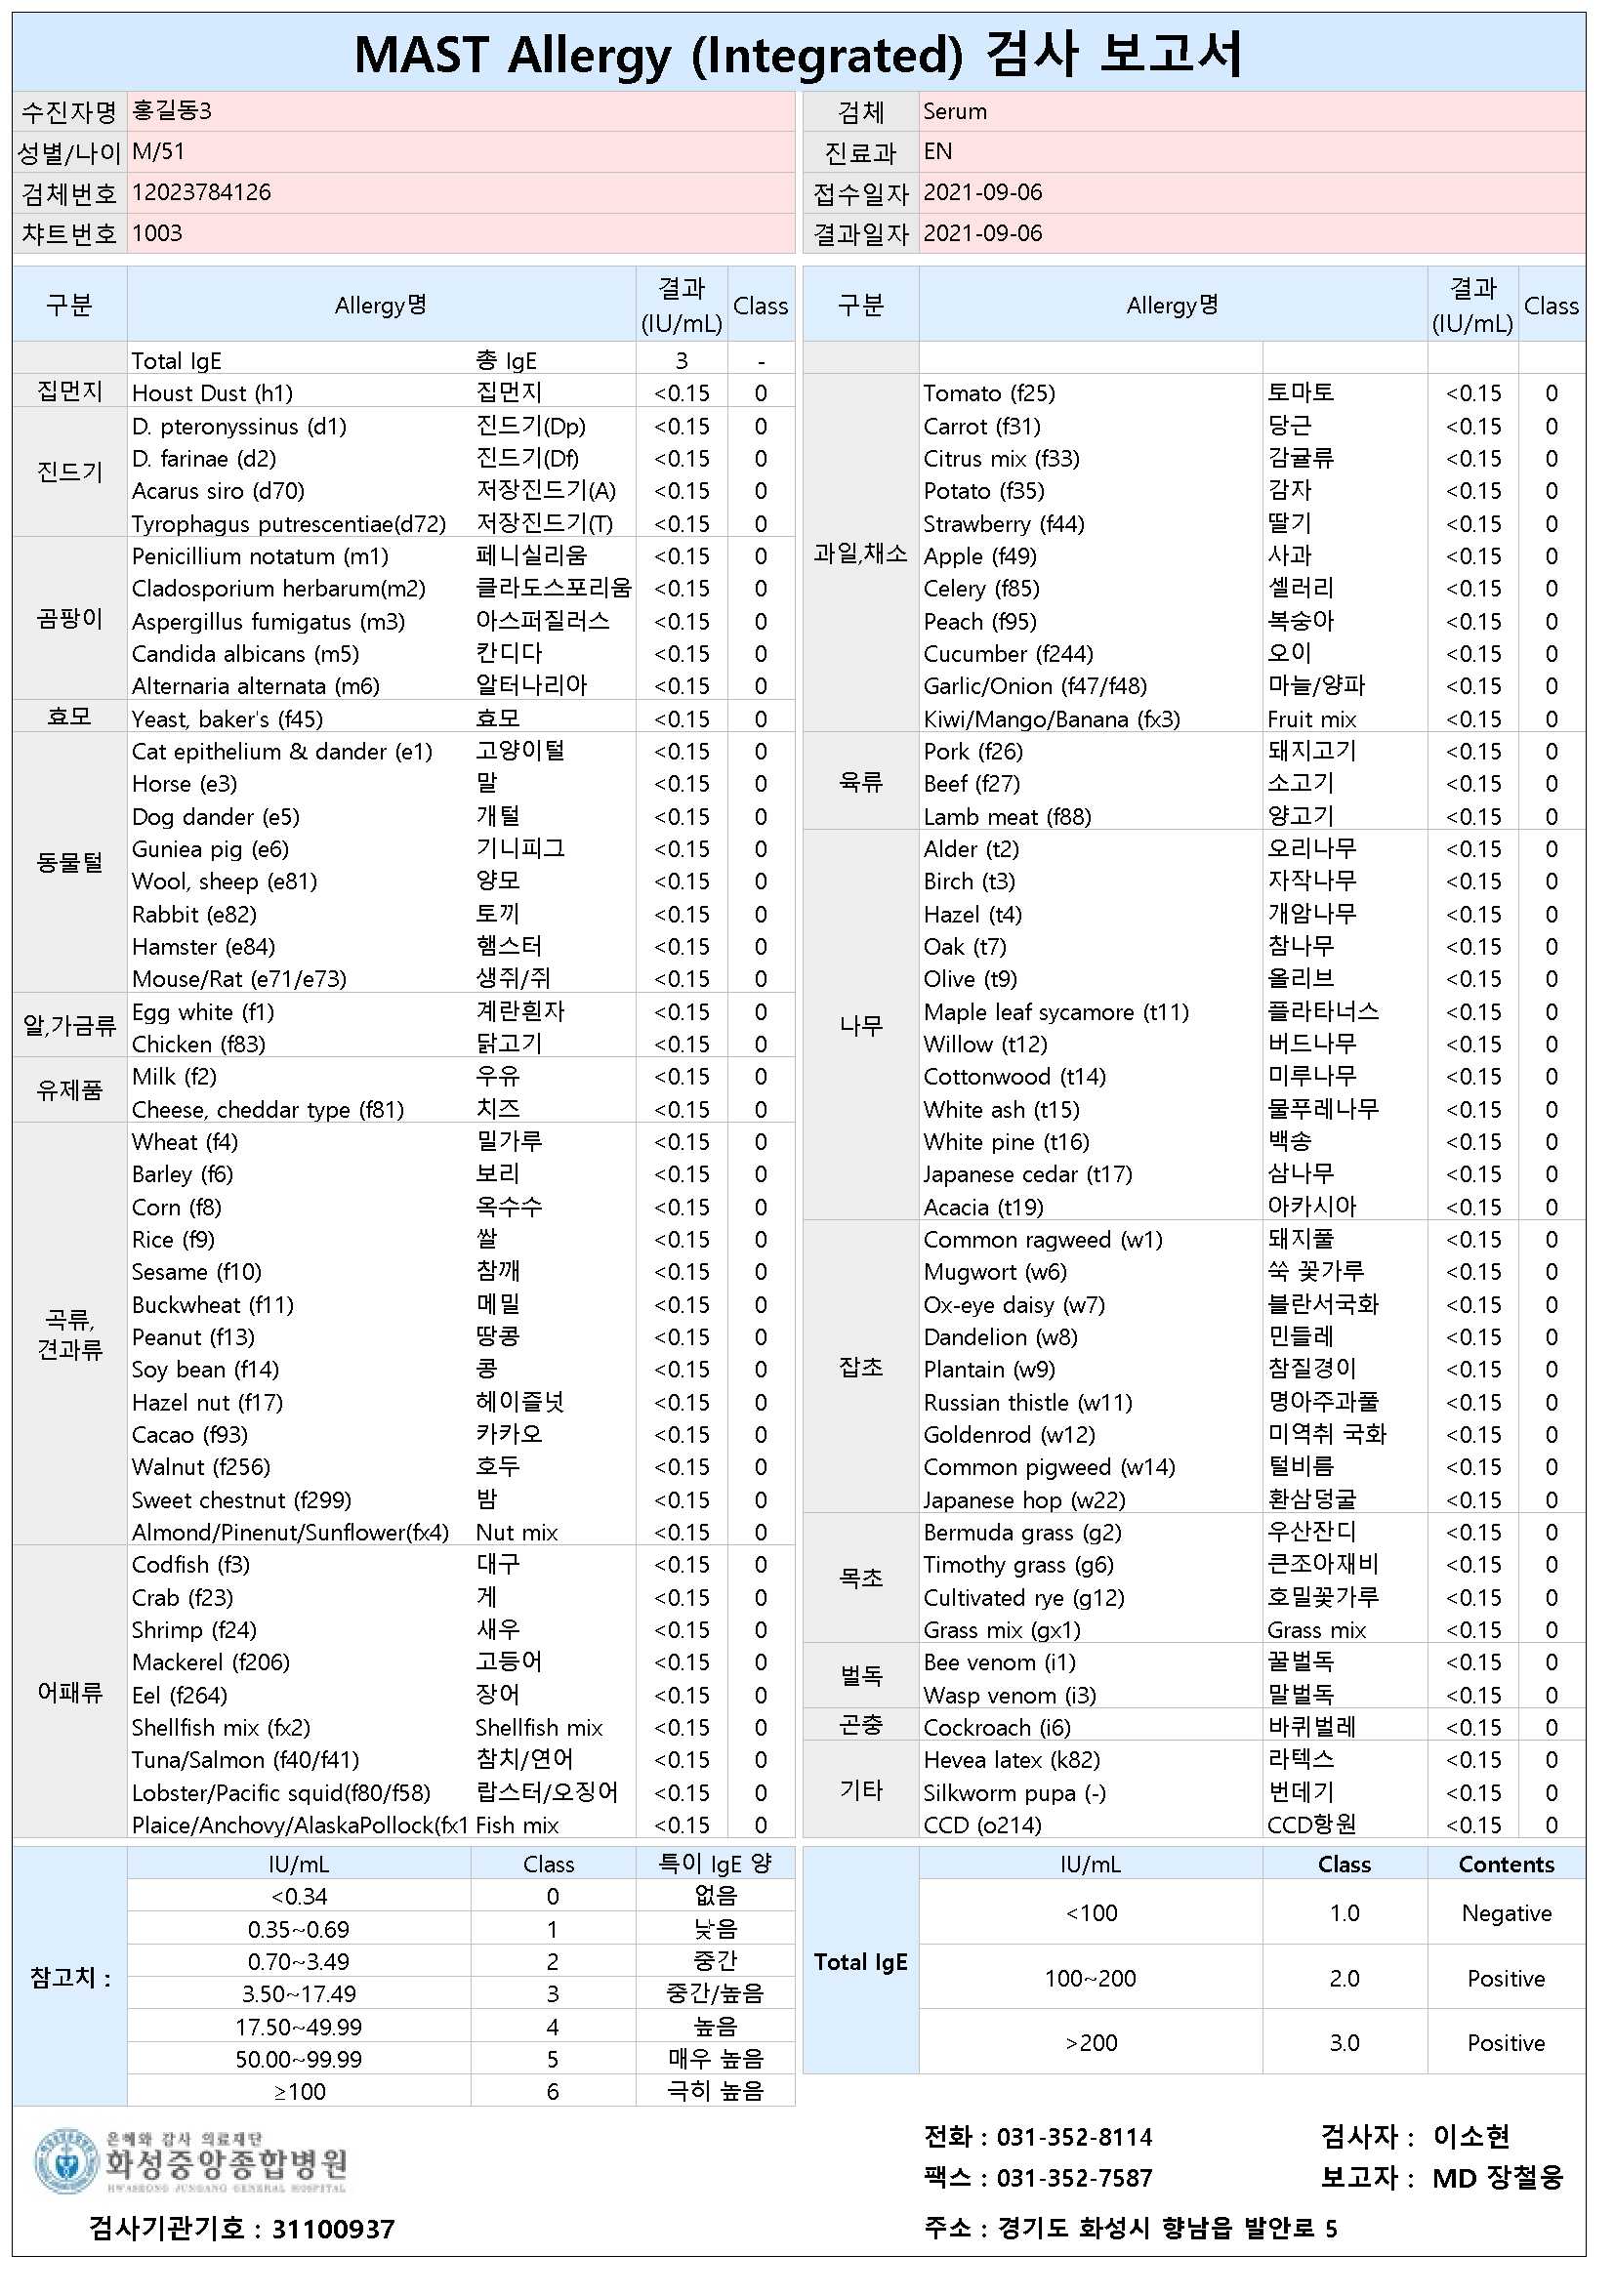 MAST Allergy (Integrated) 검사 보고서
수진자명 홍길동3 검체 Serum
성별/나이 M/51 진료과 EN
검체번호 12023784126 접수일자 2021-09-06
챠트번호 1003 결과일자 2021-09-06
구분 Allergy명 결과 (IU/mL) Class
Total IgE 총 IgE 3 -
집먼지
Houst Dust (h1) 집먼지 <0.15 0
진드기
D. pteronyssinus (d1) 진드기(Dp) <0.15 0
D. farinae (d2) 진드기(Df) <0.15 0
Acarus siro (d70) 저장진드기(A) <0.15 0
Tyrophagus putrescentiae(d72) 저장진드기(T) <0.15 0
곰팡이
Penicillium notatum (m1) 페니실리움 <0.15 0
Cladosporium herbarum(m2) 클라도스포리움 <0.15 0
Aspergillus fumigatus (m3) 아스퍼질러스 <0.15 0
Candida albicans (m5) 칸디다 <0.15 0
Alternaria alternata (m6) 알터나리아 <0.15 0
효모
Yeast, baker's (f45) 효모 <0.15 0
동물털
Cat epithelium & dander (e1) 고양이털 <0.15 0
Horse (e3) 말 <0.15 0
Dog dander (e5) 개털 <0.15 0
Guniea pig (e6) 기니피그 <0.15 0
Wool, sheep (e81) 양모 <0.15 0
Rabbit (e82) 토끼 <0.15 0
Hamster (e84) 햄스터 <0.15 0
Mouse/Rat (e71/e73) 생쥐/쥐 <0.15 0
알,가금류
Egg white (f1) 계란흰자 <0.15 0
Chicken (f83) 닭고기 <0.15 0
유제품
Milk (f2) 우유 <0.15 0
Cheese, cheddar type (f81) 치즈 <0.15 0
곡류,
견과류
Wheat (f4) 밀가루 <0.15 0
Barley (f6) 보리 <0.15 0
Corn (f8) 옥수수 <0.15 0
Rice (f9) 쌀 <0.15 0
Sesame (f10) 참깨 <0.15 0
Buckwheat (f11) 메밀 <0.15 0
Peanut (f13) 땅콩 <0.15 0
Soy bean (f14) 콩 <0.15 0
Hazel nut (f17) 헤이즐넛 <0.15 0
Cacao (f93) 카카오 <0.15 0
Walnut (f256) 호두 <0.15 0
Sweet chestnut (f299) 밤 <0.15 0
Almond/Pinenut/Sunflower(fx4) Nut mix <0.15 0
어패류
Codfish (f3) 대구 <0.15 0
Crab (f23) 게 <0.15 0
Shrimp (f24) 새우 <0.15 0
Mackerel (f206) 고등어 <0.15 0
Eel (f264) 장어 <0.15 0
Shellfish mix (fx2) Shellfish mix <0.15 0
Tuna/Salmon (f40/f41) 참치/연어 <0.15 0
Lobster/Pacific squid(f80/f58) 랍스터/오징어 <0.15 0
Plaice/Anchovy/AlaskaPollock(fx1 Fish mix <0.15 0
구분 Allergy명 결과 (IU/mL) Class
과일,채소
Tomato (f25) 토마토 <0.15 0
Carrot (f31) 당근 <0.15 0
Citrus mix (f33) 감귤류 <0.15 0
Potato (f35) 감자 <0.15 0
Strawberry (f44) 딸기 <0.15 0
Apple (f49) 사과 <0.15 0
Celery (f85) 셀러리 <0.15 0
Peach (f95) 복숭아 <0.15 0
Cucumber (f244) 오이 <0.15 0
Garlic/Onion (f47/f48) 마늘/양파 <0.15 0
Kiwi/Mango/Banana (fx3) Fruit mix <0.15 0
육류
Pork (f26) 돼지고기 <0.15 0
Beef (f27) 소고기 <0.15 0
Lamb meat (f88) 양고기 <0.15 0
나무
Alder (t2) 오리나무 <0.15 0
Birch (t3) 자작나무 <0.15 0
Hazel (t4) 개암나무 <0.15 0
Oak (t7) 참나무 <0.15 0
Olive (t9) 올리브 <0.15 0
Maple leaf sycamore (t11) 플라타너스 <0.15 0
Willow (t12) 버드나무 <0.15 0
Cottonwood (t14) 미루나무 <0.15 0
White ash (t15) 물푸레나무 <0.15 0
White pine (t16) 백송 <0.15 0
Japanese cedar (t17) 삼나무 <0.15 0
Acacia (t19) 아카시아 <0.15 0
잡초
Common ragweed (w1) 돼지풀 <0.15 0
Mugwort (w6) 쑥 꽃가루 <0.15 0
Ox-eye daisy (w7) 불란서국화 <0.15 0
Dandelion (w8) 민들레 <0.15 0
Plantain (w9) 참질경이 <0.15 0
Russian thistle (w11) 명아주과풀 <0.15 0
Goldenrod (w12) 미역취 국화 <0.15 0
Common pigweed (w14) 털비름 <0.15 0
Japanese hop (w22) 환삼덩굴 <0.15 0
목초
Bermuda grass (g2) 우산잔디 <0.15 0
Timothy grass (g6) 큰조아재비 <0.15 0
Cultivated rye (g12) 호밀꽃가루 <0.15 0
Grass mix (gx1) Grass mix <0.15 0
벌독
Bee venom (i1) 꿀벌독 <0.15 0
Wasp venom (i3) 말벌독 <0.15 0
곤충
Cockroach (i6) 바퀴벌레 <0.15 0
기타
Hevea latex (k82) 라텍스 <0.15 0
Silkworm pupa (-) 번데기 <0.15 0
CCD (o214) CCD항원 <0.15 0
참고치 :
IU/mL Class 특이 IgE 양
<0.34 0 없음
0.35~0.69 1 낮음
0.70~3.49 2 중간
3.50~17.49 3 중간/높음
17.50~49.99 4 높음
50.00~99.99 5 매우 높음
≥100 6 극히 높음
Total IgE
IU/mL Class Contents
<100 1.0 Negative
100~200 2.0 Positive
>200 3.0 Positive
은혜와 감사 의료재단
화성중앙종합병원
HWASEONG JUNGANG GENERAL HOSPITAL
검사기관기호 : 31100937
전화 : 031-352-8114 검사자 : 이소현
팩스 : 031-352-7587 보고자 : MD 장철웅
주소 : 경기도 화성시 향남읍 발안로 5